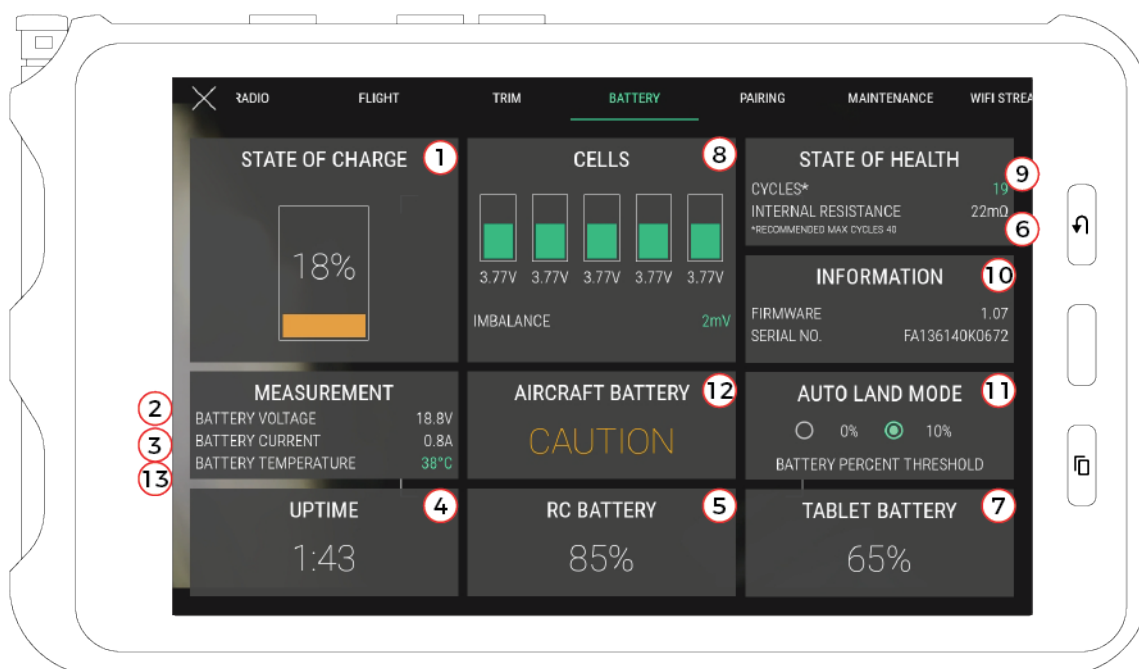 RADIO FLIGHT TRIM BATTERY PAIRING MAINTENANCE WIFI STREA
STATE OF CHARGE 1
18%
CELLS 8
3.77V 3.77V 3.77V 3.77V 3.77V
IMBALANCE 2mV
STATE OF HEALTH
9
CYCLES* 19
INTERNAL RESISTANCE 22mΩ
*RECOMMENDED MAX CYCLES 40
6
INFORMATION 10
FIRMWARE 1.07
SERIAL NO. FA136140K0672
MEASUREMENT
2 BATTERY VOLTAGE 18.8V
3 BATTERY CURRENT 0.8A
13 BATTERY TEMPERATURE 38°C
AIRCRAFT BATTERY 12
CAUTION
AUTO LAND MODE 11
0% 10%
BATTERY PERCENT THRESHOLD
UPTIME 4
1:43
RC BATTERY 5
85%
TABLET BATTERY 7
65%